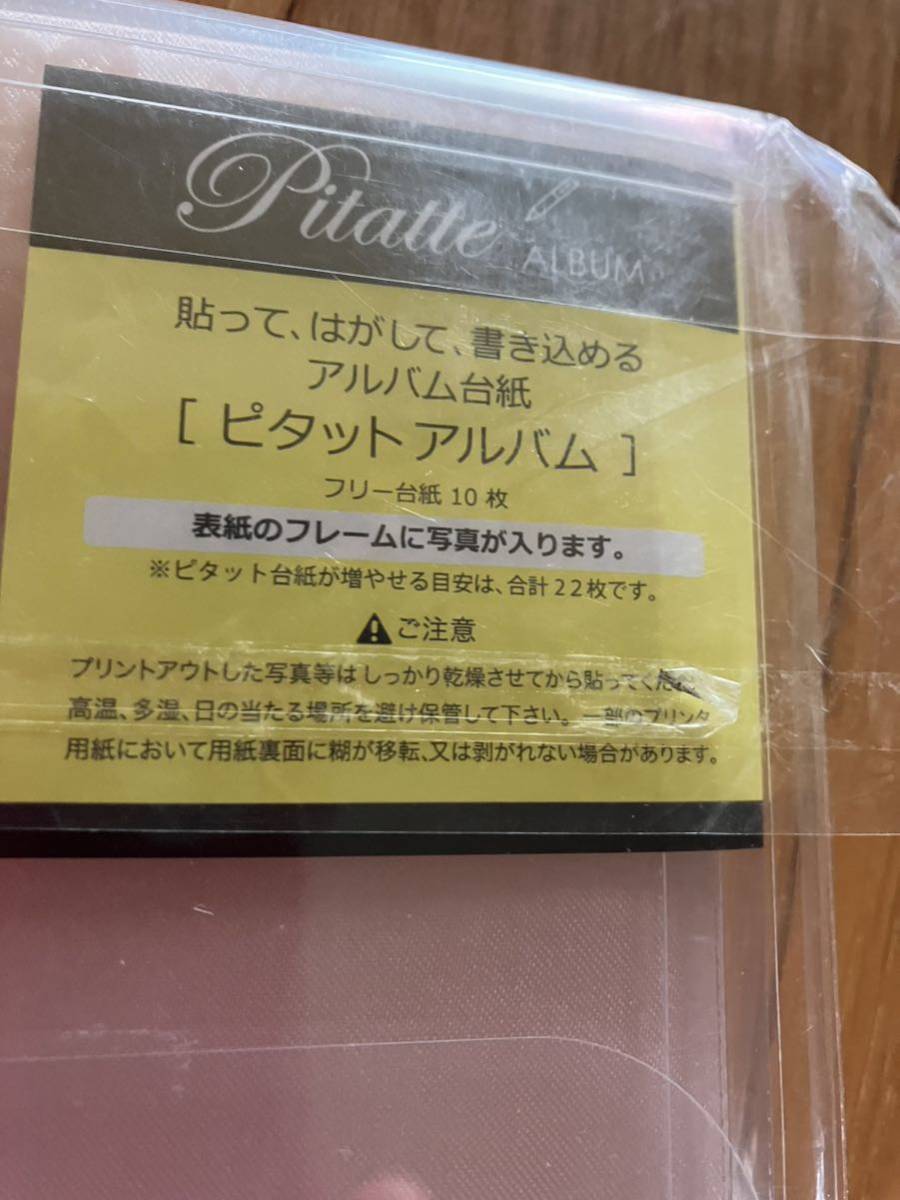 Pitatte
ALBUM
貼って、はがして、書き込める
アルバム台紙
[ ピタット アルバム ]
フリー台紙 10 枚
表紙のフレームに写真が入ります。
※ピタット台紙が増やせる目安は、合計22枚です。
ご注意
プリントアウトした写真等はしっかり乾燥させてから貼ってくだ
高温、多湿、日の当たる場所を避け保管して下さい。一部のプリンタ
用紙において用紙裏面に糊が移転、又は剥がれない場合があります。